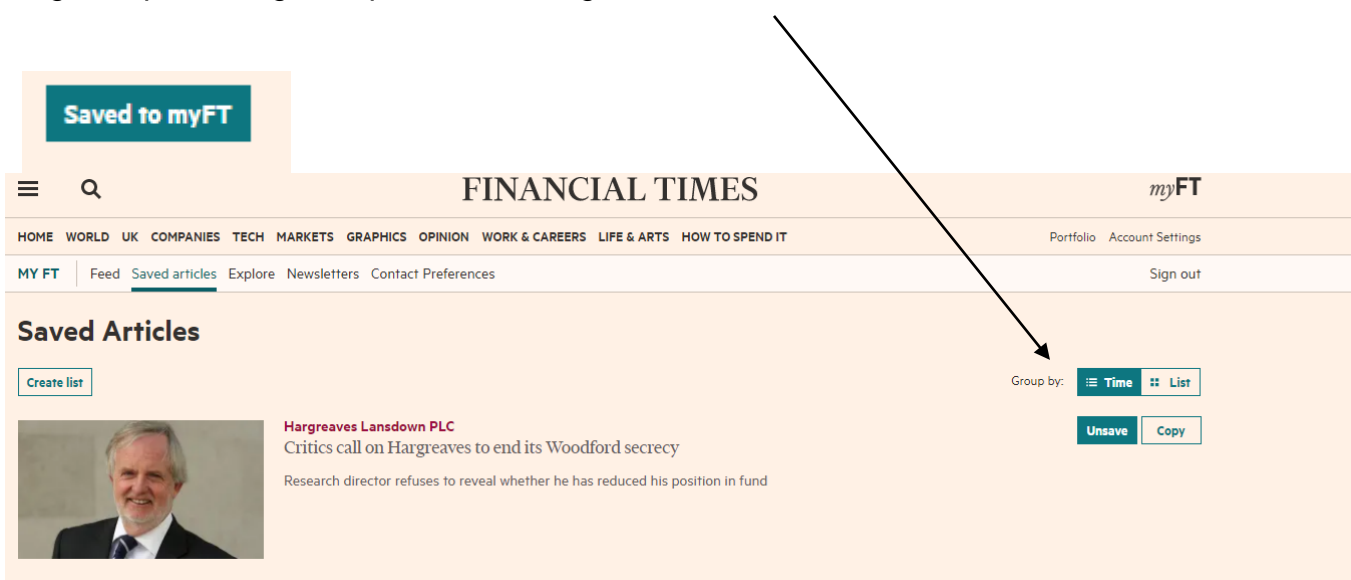 Saved to myFT
FINANCIAL TIMES
myFT
HOME WORLD UK COMPANIES TECH MARKETS GRAPHICS OPINION WORK & CAREERS LIFE & ARTS HOW TO SPEND IT
Portfolio Account Settings
MY FT Feed Saved articles Explore Newsletters Contact Preferences
Sign out
Saved Articles
Create list
Group by: Time List
Hargreaves Lansdown PLC
Critics call on Hargreaves to end its Woodford secrecy
Research director refuses to reveal whether he has reduced his position in fund
Unsave Copy